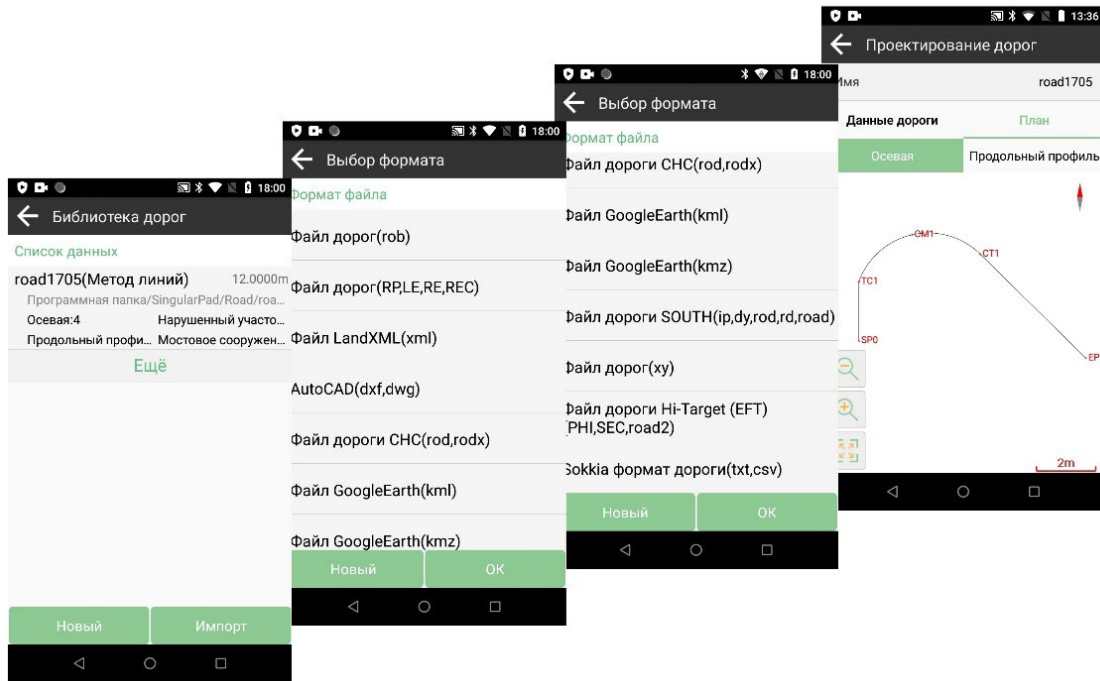 18:00
Библиотека дорог
Список данных
road1705(Метод линий) 12.0000m
Программная папка/SingularPad/Road/roa...
Осевая:4 Нарушенный участо...
Продольный профи... Мостовое сооружен...
Ещё
Новый Импорт
18:00
Выбор формата
Формат файла
Файл дорог(rob)
Файл дорог(RP,LE,RE,REC)
Файл LandXML(xml)
AutoCAD(dxf,dwg)
Файл дороги CHC(rod,rodx)
Файл GoogleEarth(kml)
Файл GoogleEarth(kmz)
Новый OK
18:00
Выбор формата
Формат файла
Файл дороги CHC(rod,rodx)
Файл GoogleEarth(kml)
Файл GoogleEarth(kmz)
Файл дороги SOUTH(ip,dy,rod,rd,road)
Файл дорог(xy)
Файл дороги Hi-Target (EFT)
(PHI,SEC,road2)
Sokkia формат дороги(txt,csv)
Новый OK
13:36
Проектирование дорог
Имя road1705
Данные дороги План
Осевая Продольный профиль
CM1
CT1
TC1
SP0
EP
2m